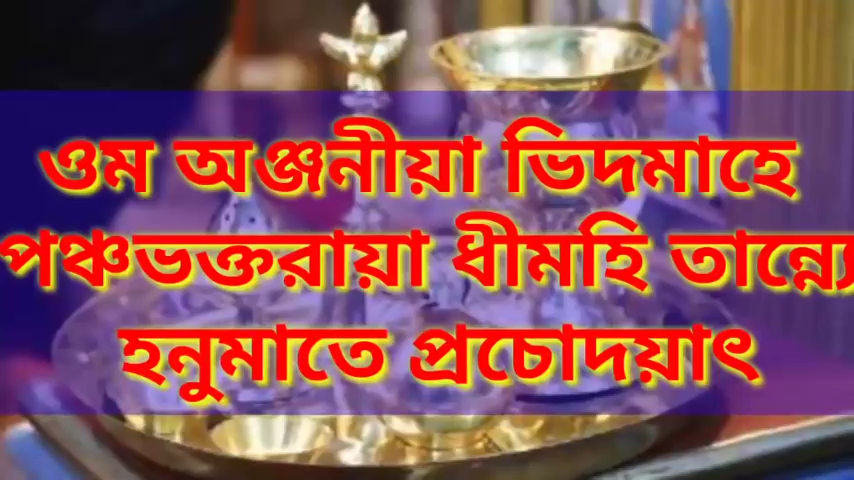 ওম অঞ্জনীয়া ভিদমাহে
পঞ্চভক্তরায়া ধীমহি তান্ন্যে
হনুমাতে প্রচোদয়াৎ